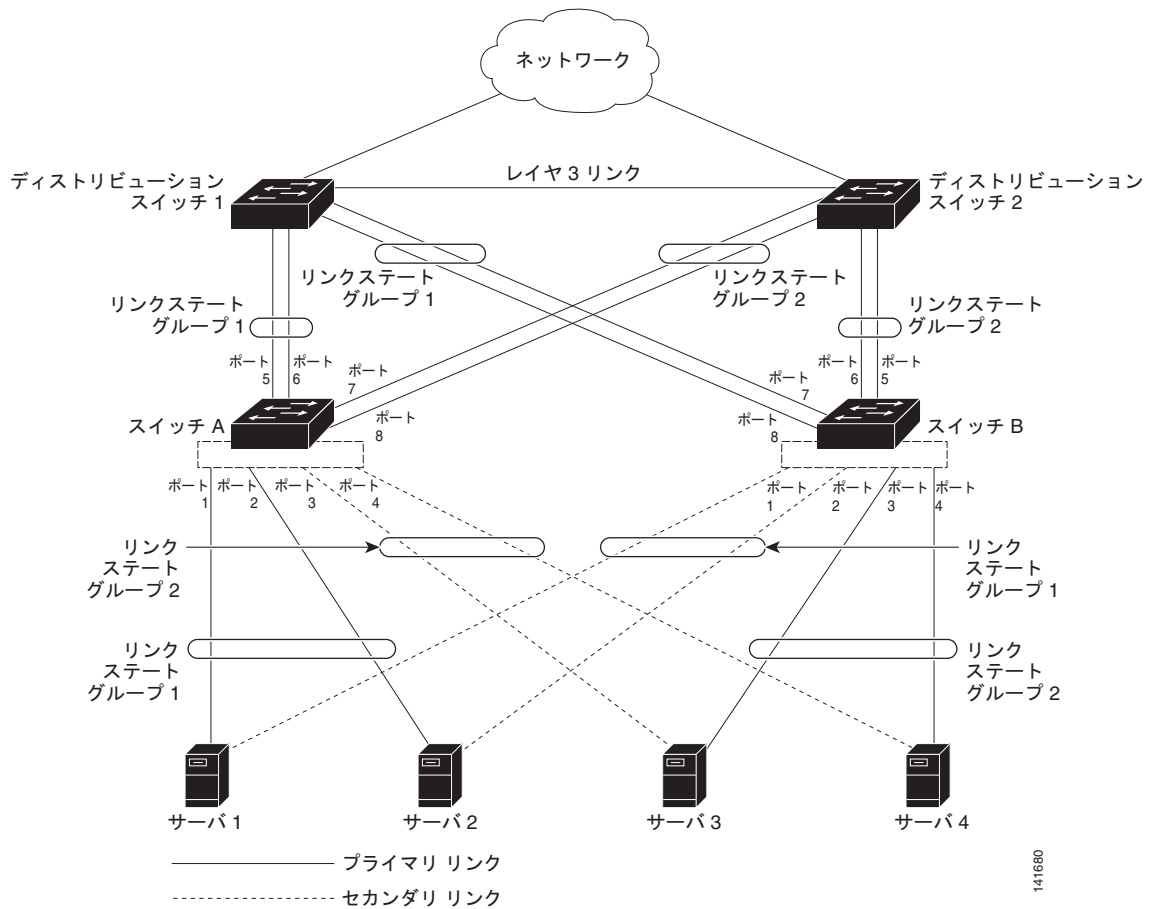 ネットワーク
レイヤ 3 リンク
ディストリビューション
スイッチ 1
ディストリビューション
スイッチ 2
リンクステート
グループ 1
リンクステート
グループ 2
リンクステート
グループ 1
リンクステート
グループ 2
ポート
5
ポート
6
ポート
7
ポート
8
ポート
7
ポート
8
ポート
6
ポート
5
スイッチ A
スイッチ B
ポート
1
ポート
2
ポート
3
ポート
4
ポート
1
ポート
2
ポート
3
ポート
4
リンク
ステート
グループ 2
リンク
ステート
グループ 1
リンク
ステート
グループ 1
リンク
ステート
グループ 2
サーバ 1
サーバ 2
サーバ 3
サーバ 4
プライマリ リンク
セカンダリ リンク
141680